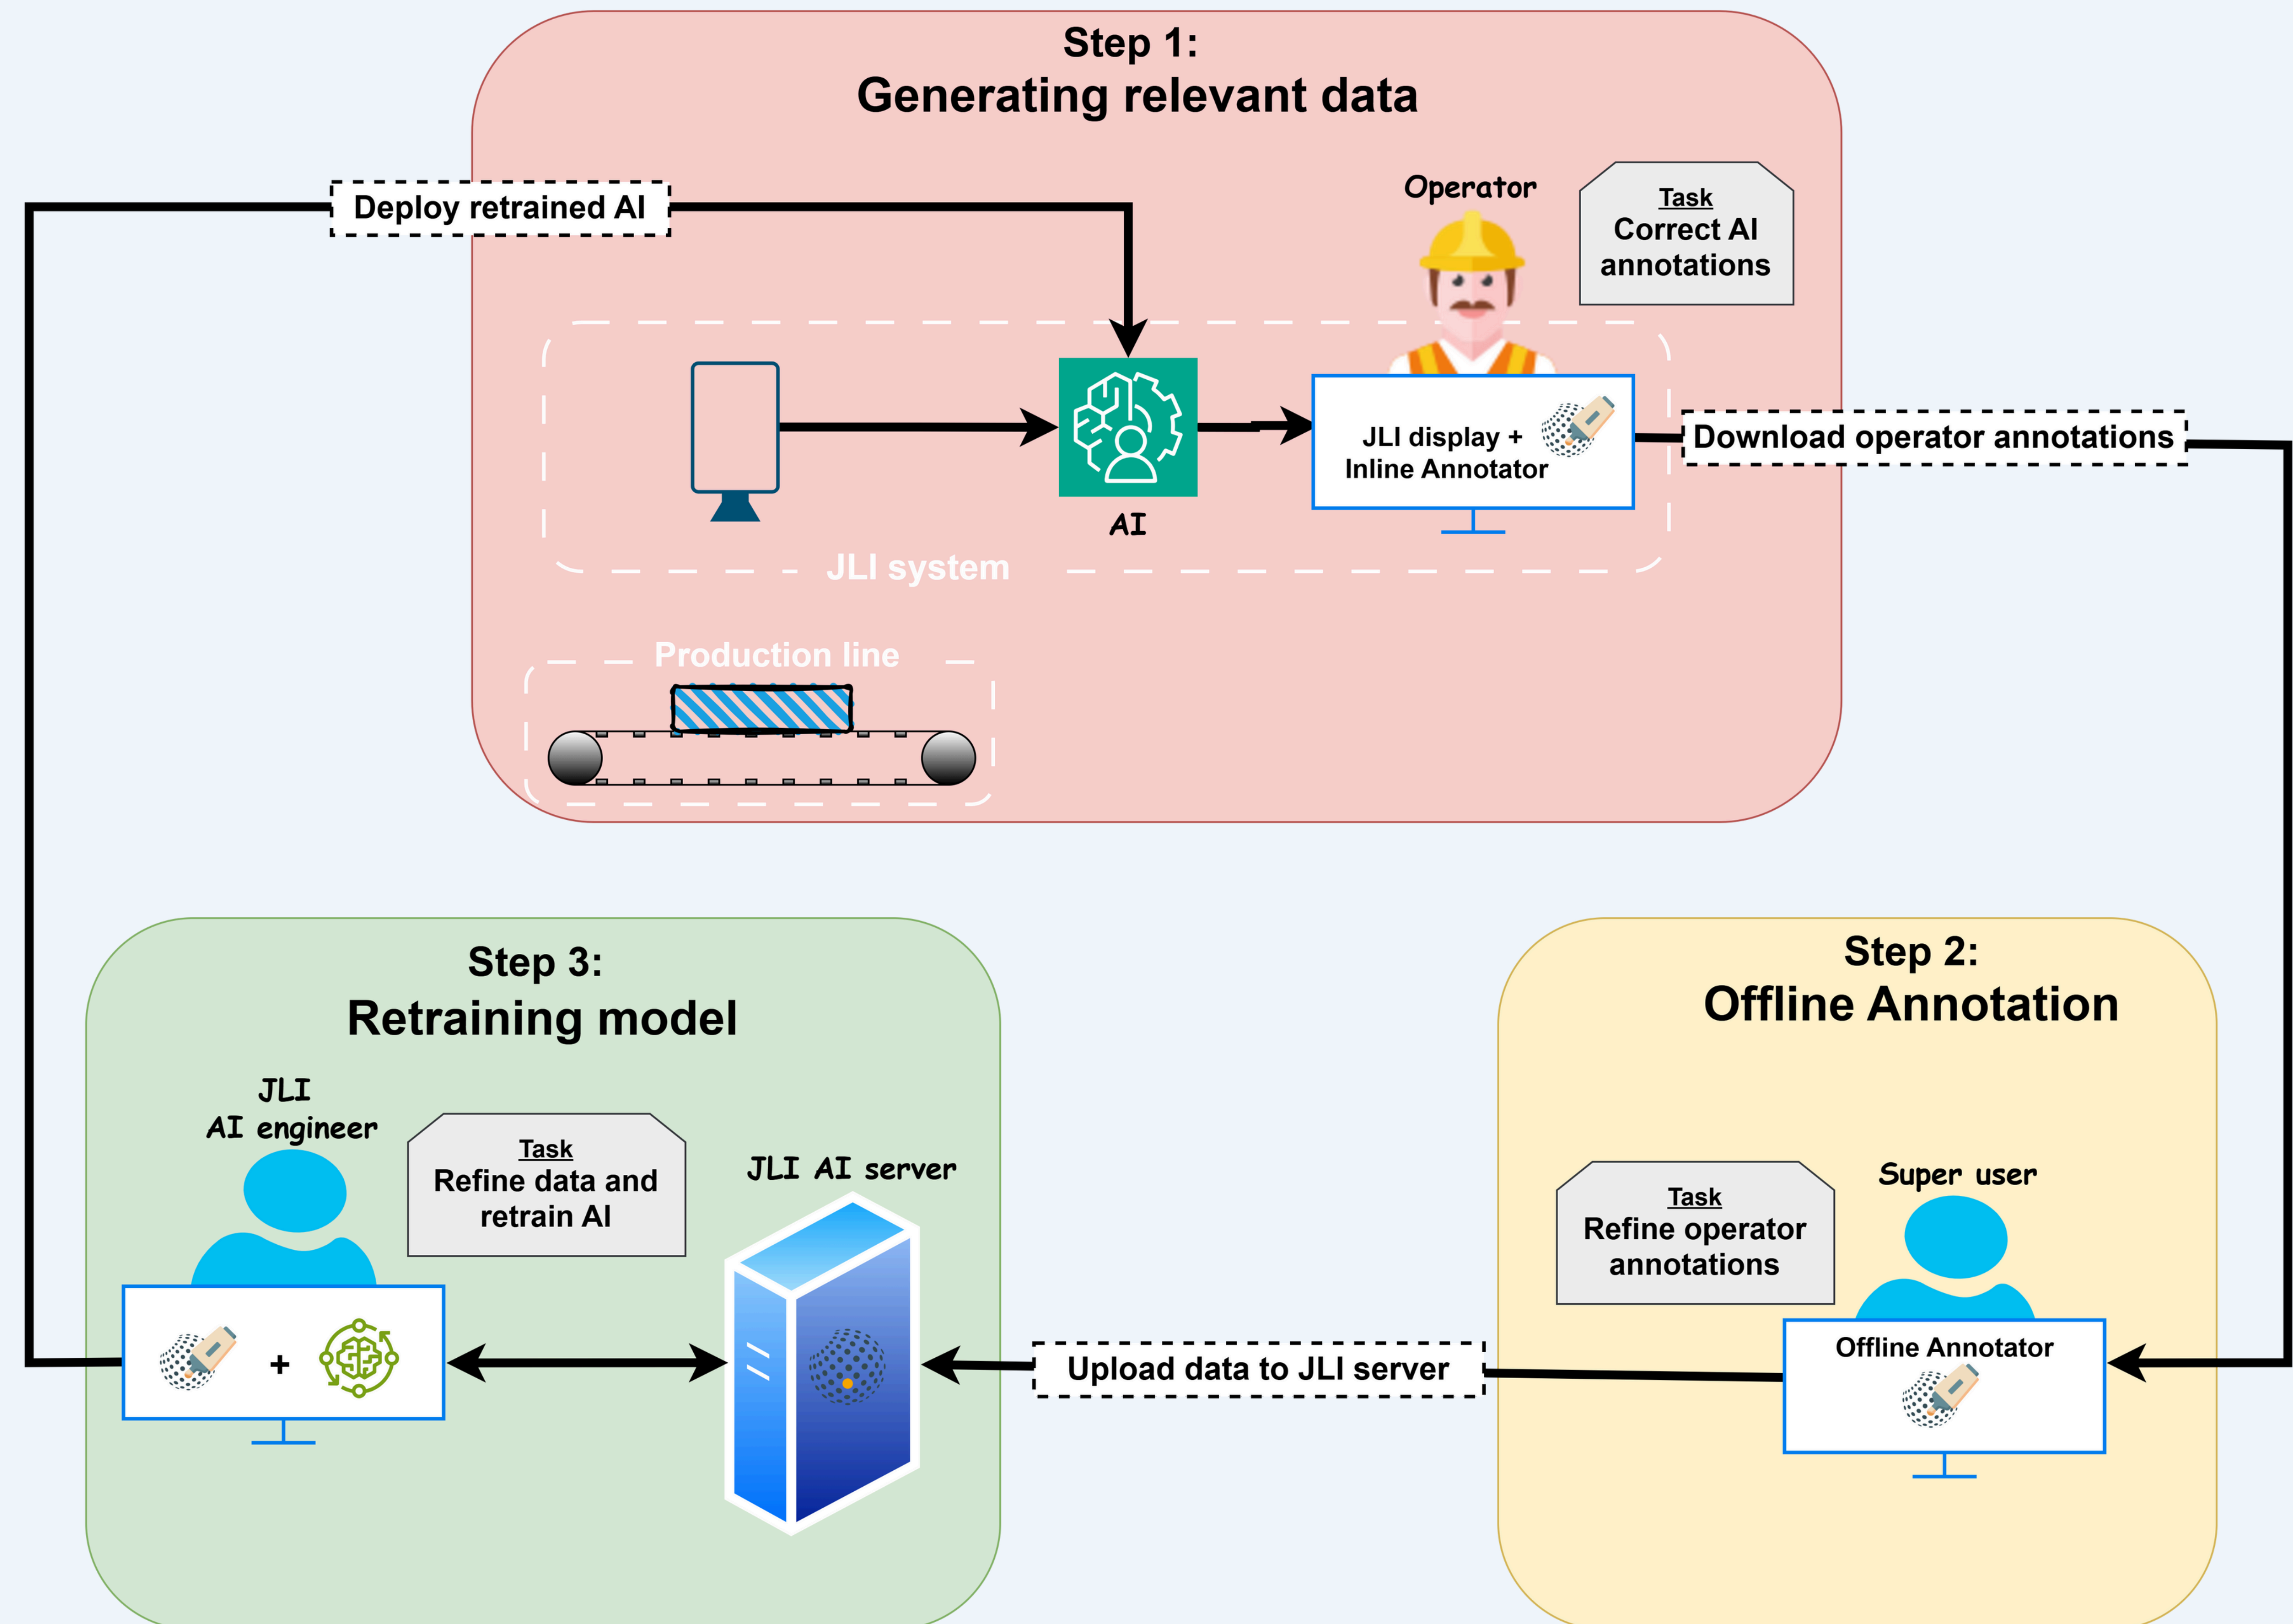 Step 1:
Generating relevant data
Deploy retrained AI
Operator
Task
Correct AI
annotations
JLI display +
Inline Annotator
Download operator annotations
AI
JLI system
Production line
Step 3:
Retraining model
JLI
AI engineer
Task
Refine data and
retrain AI
JLI AI server
+
Upload data to JLI server
Step 2:
Offline Annotation
Task
Refine operator
annotations
Super user
Offline Annotator